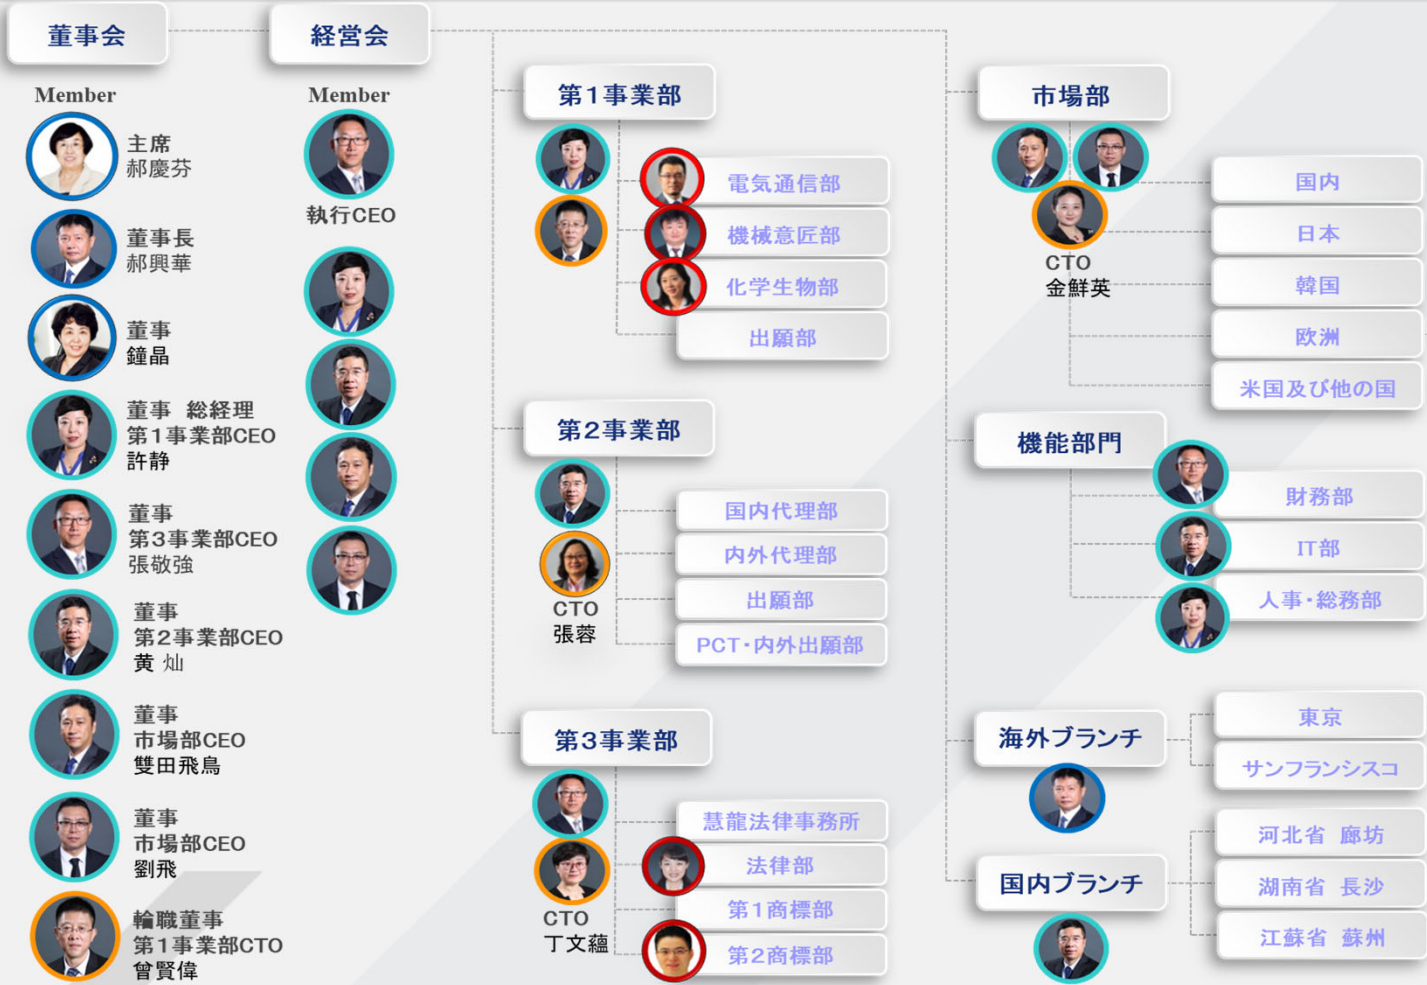 董事会
Member
主席
郝慶芬
董事長
郝興華
董事
鐘晶
董事 総経理
第1事業部CEO
許静
董事
第3事業部CEO
張敬強
董事
第2事業部CEO
黄 灿
董事
市場部CEO
雙田飛鳥
董事
市場部CEO
劉飛
輪職董事
第1事業部CTO
曾賢偉
経営会
Member
執行CEO
第1事業部
電気通信部
機械意匠部
化学生物部
出願部
第2事業部
CTO
張蓉
国内代理部
内外代理部
出願部
PCT・内外出願部
第3事業部
CTO
丁文蘊
慧龍法律事務所
法律部
第1商標部
第2商標部
市場部
CTO
金鮮英
国内
日本
韓国
欧洲
米国及び他の国
機能部門
財務部
IT部
人事・総務部
海外ブランチ
東京
サンフランシスコ
国内ブランチ
河北省 廊坊
湖南省 長沙
江蘇省 蘇州